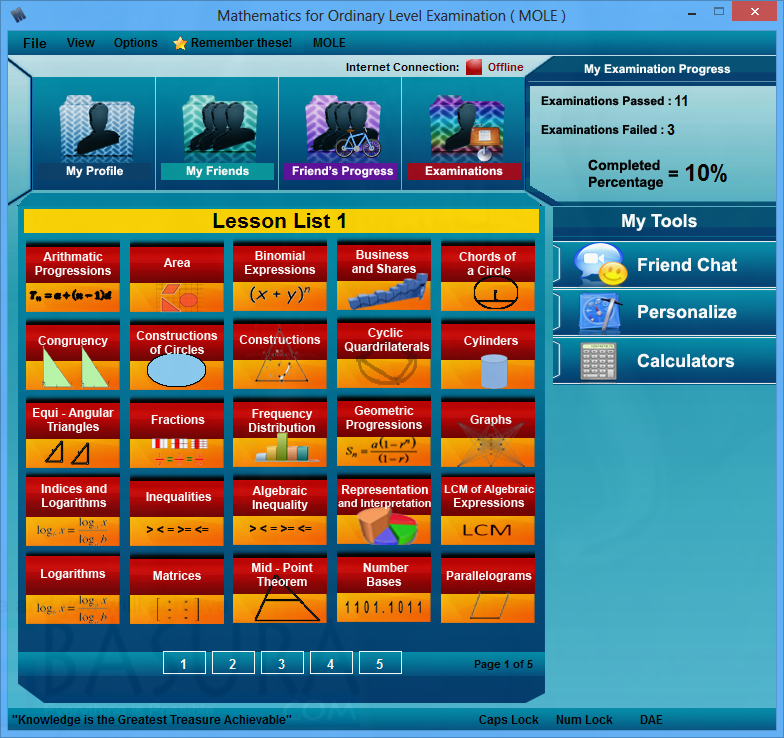 Mathematics for Ordinary Level Examination ( MOLE )
File View Options Remember these! MOLE
Internet Connection: Offline
My Examination Progress
Examinations Passed : 11
Examinations Failed : 3
Completed
Percentage = 10%
My Profile
My Friends
Friend's Progress
Examinations
Lesson List 1
My Tools
Friend Chat
Personalize
Calculators
Arithmatic
Progressions
Tn = a + (n - 1)d
Area
Binomial
Expressions
(x + y)^n
Business
and Shares
Chords of
a Circle
Congruency
Constructions
of Circles
Constructions
Cyclic
Quadrilaterals
Cylinders
Equi - Angular
Triangles
Fractions
Frequency
Distribution
Geometric
Progressions
Sn = a(1-r^n)/(1-r)
Graphs
Indices and
Logarithms
Inequalities
> < = >= <=
Algebraic
Inequality
> < = >= <=
Representation
and Interpretation
LCM of Algebraic
Expressions
LCM
Logarithms
Matrices
Mid - Point
Theorem
Number
Bases
1101.1011
Parallelograms
1 2 3 4 5
Page 1 of 5
BASURA
.COM
"Knowledge is the Greatest Treasure Achievable"
Caps Lock Num Lock DAE